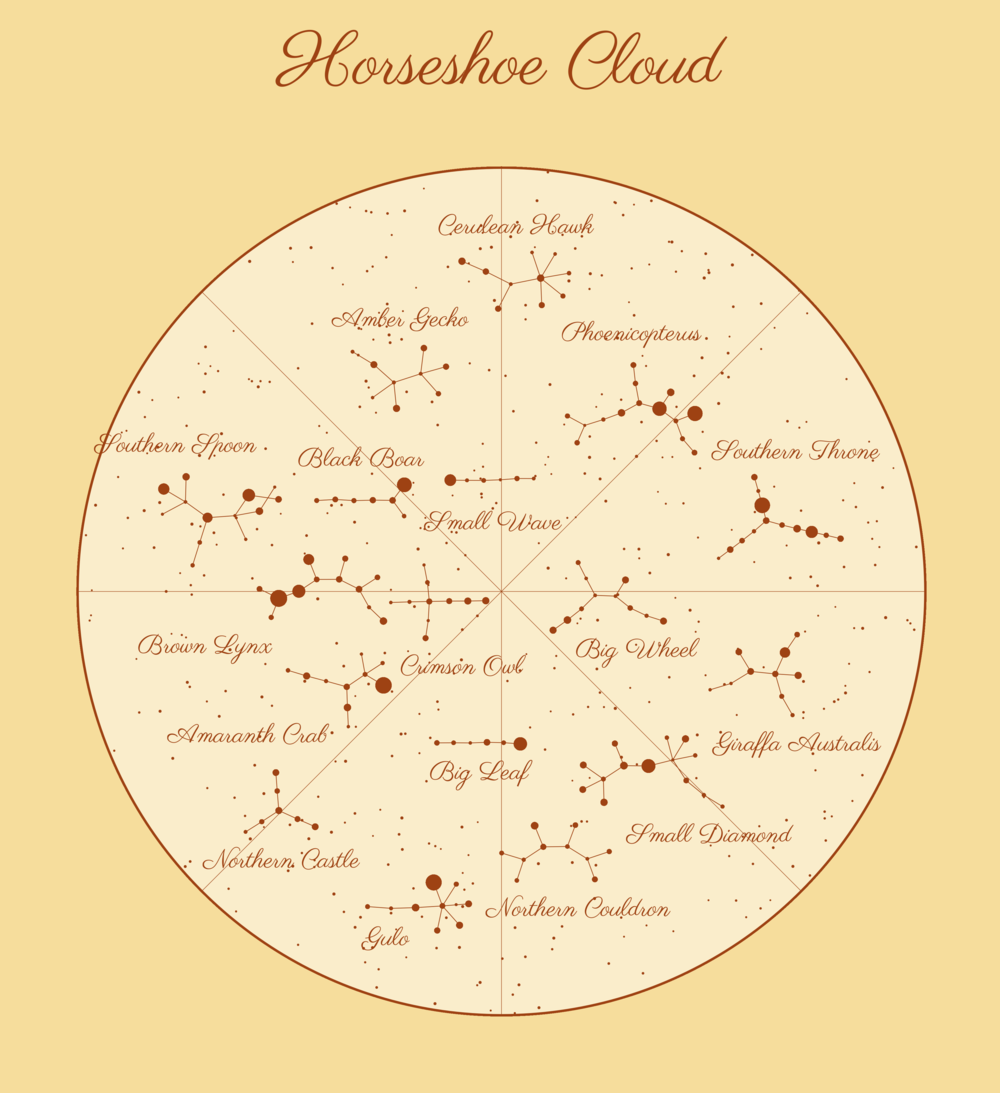 Horseshoe Cloud
Cerulean Hawk
Amber Gecko
Phoenicopterus
Southern Spoon
Black Boar
Southern Throne
Small Wave
Brown Lynx
Crimson Owl
Big Wheel
Amaranth Crab
Big Leaf
Giraffa Australis
Small Diamond
Northern Castle
Northern Couldron
Gulo